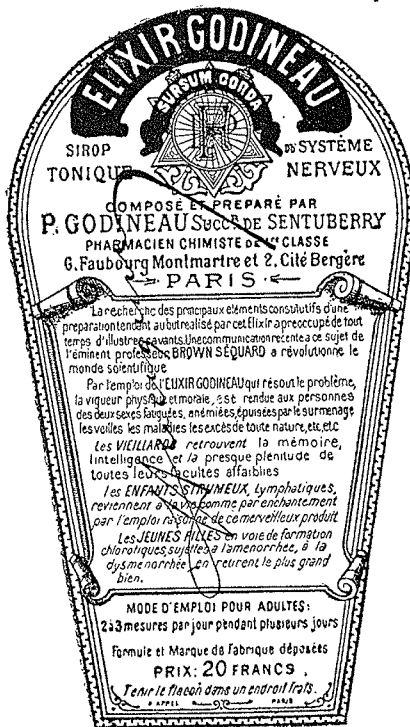 ELIXIR GODINEAU
SURSUM CORDA
SIROP DU SYSTÈME
TONIQUE NERVEUX
COMPOSÉ ET PRÉPARÉ PAR
P. GODINEAU SUCCR. DE SENTUBERRY
PHARMACIEN CHIMISTE DE 1re CLASSE
6, Faubourg Montmartre et 2, Cité Bergère
PARIS
La recherche des principaux éléments constitutifs d'une
préparation tendant au but réalisé par cet Elixir a préoccupé de tout
temps d'illustres savants. Une communication récente à ce sujet de
l'éminent professeur BROWN SÉQUARD a révolutionné le
monde scientifique
Par l'emploi de l'ELIXIR GODINEAU qui résout le problème,
la vigueur physique et morale, est rendue aux personnes
des deux sexes fatiguées, anémiées, épuisées par le surmenage
les veilles les maladies les excès de toute nature, etc, etc
Les VIEILLARDS retrouvent la mémoire,
l'intelligence et la presque plénitude de
toutes leurs facultés affaiblies
Les ENFANTS STRUMEUX, Lymphatiques,
reviennent à la vie comme par enchantement
par l'emploi raisonné de ce merveilleux produit
Les JEUNES FILLES en voie de formation
chlorotiques, sujettes à l'amenorrhée, à la
dysmenorrhée, en retirent le plus grand
bien.
MODE D'EMPLOI POUR ADULTES:
2 à 3 mesures par jour pendant plusieurs jours
Formule et Marque de Fabrique déposées
PRIX: 20 FRANCS.
Tenir le flacon dans un endroit frais.
APPEL PARIS